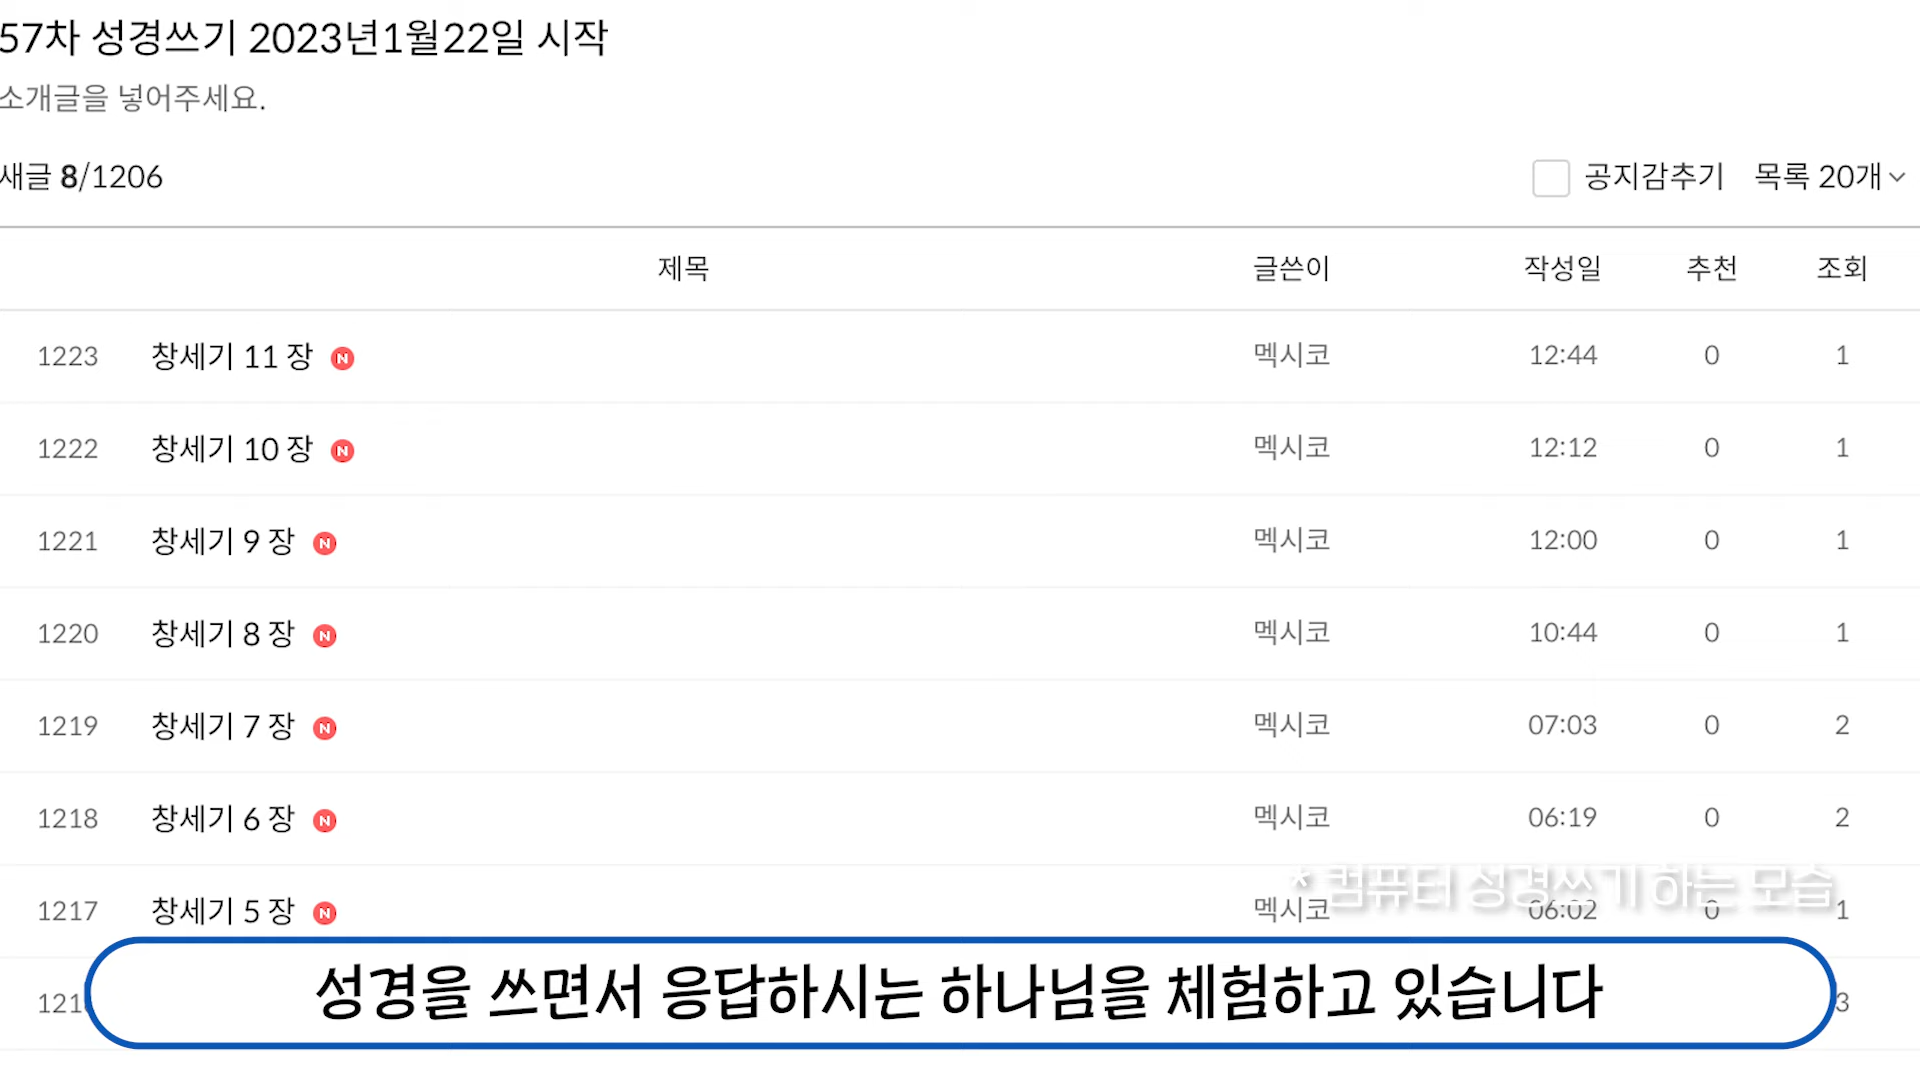 57차 성경쓰기 2023년1월22일 시작
소개글을 넣어주세요.
새글 8/1206 공지감추기 목록 20개
제목 글쓴이 작성일 추천 조회
1223 창세기 11 장 N 멕시코 12:44 0 1
1222 창세기 10 장 N 멕시코 12:12 0 1
1221 창세기 9 장 N 멕시코 12:00 0 1
1220 창세기 8 장 N 멕시코 10:44 0 1
1219 창세기 7 장 N 멕시코 07:03 0 2
1218 창세기 6 장 N 멕시코 06:19 0 2
* 컴퓨터 성경쓰기 하는 모습
1217 창세기 5 장 N 멕시코 06:02 0 1
성경을 쓰면서 응답하시는 하나님을 체험하고 있습니다
3